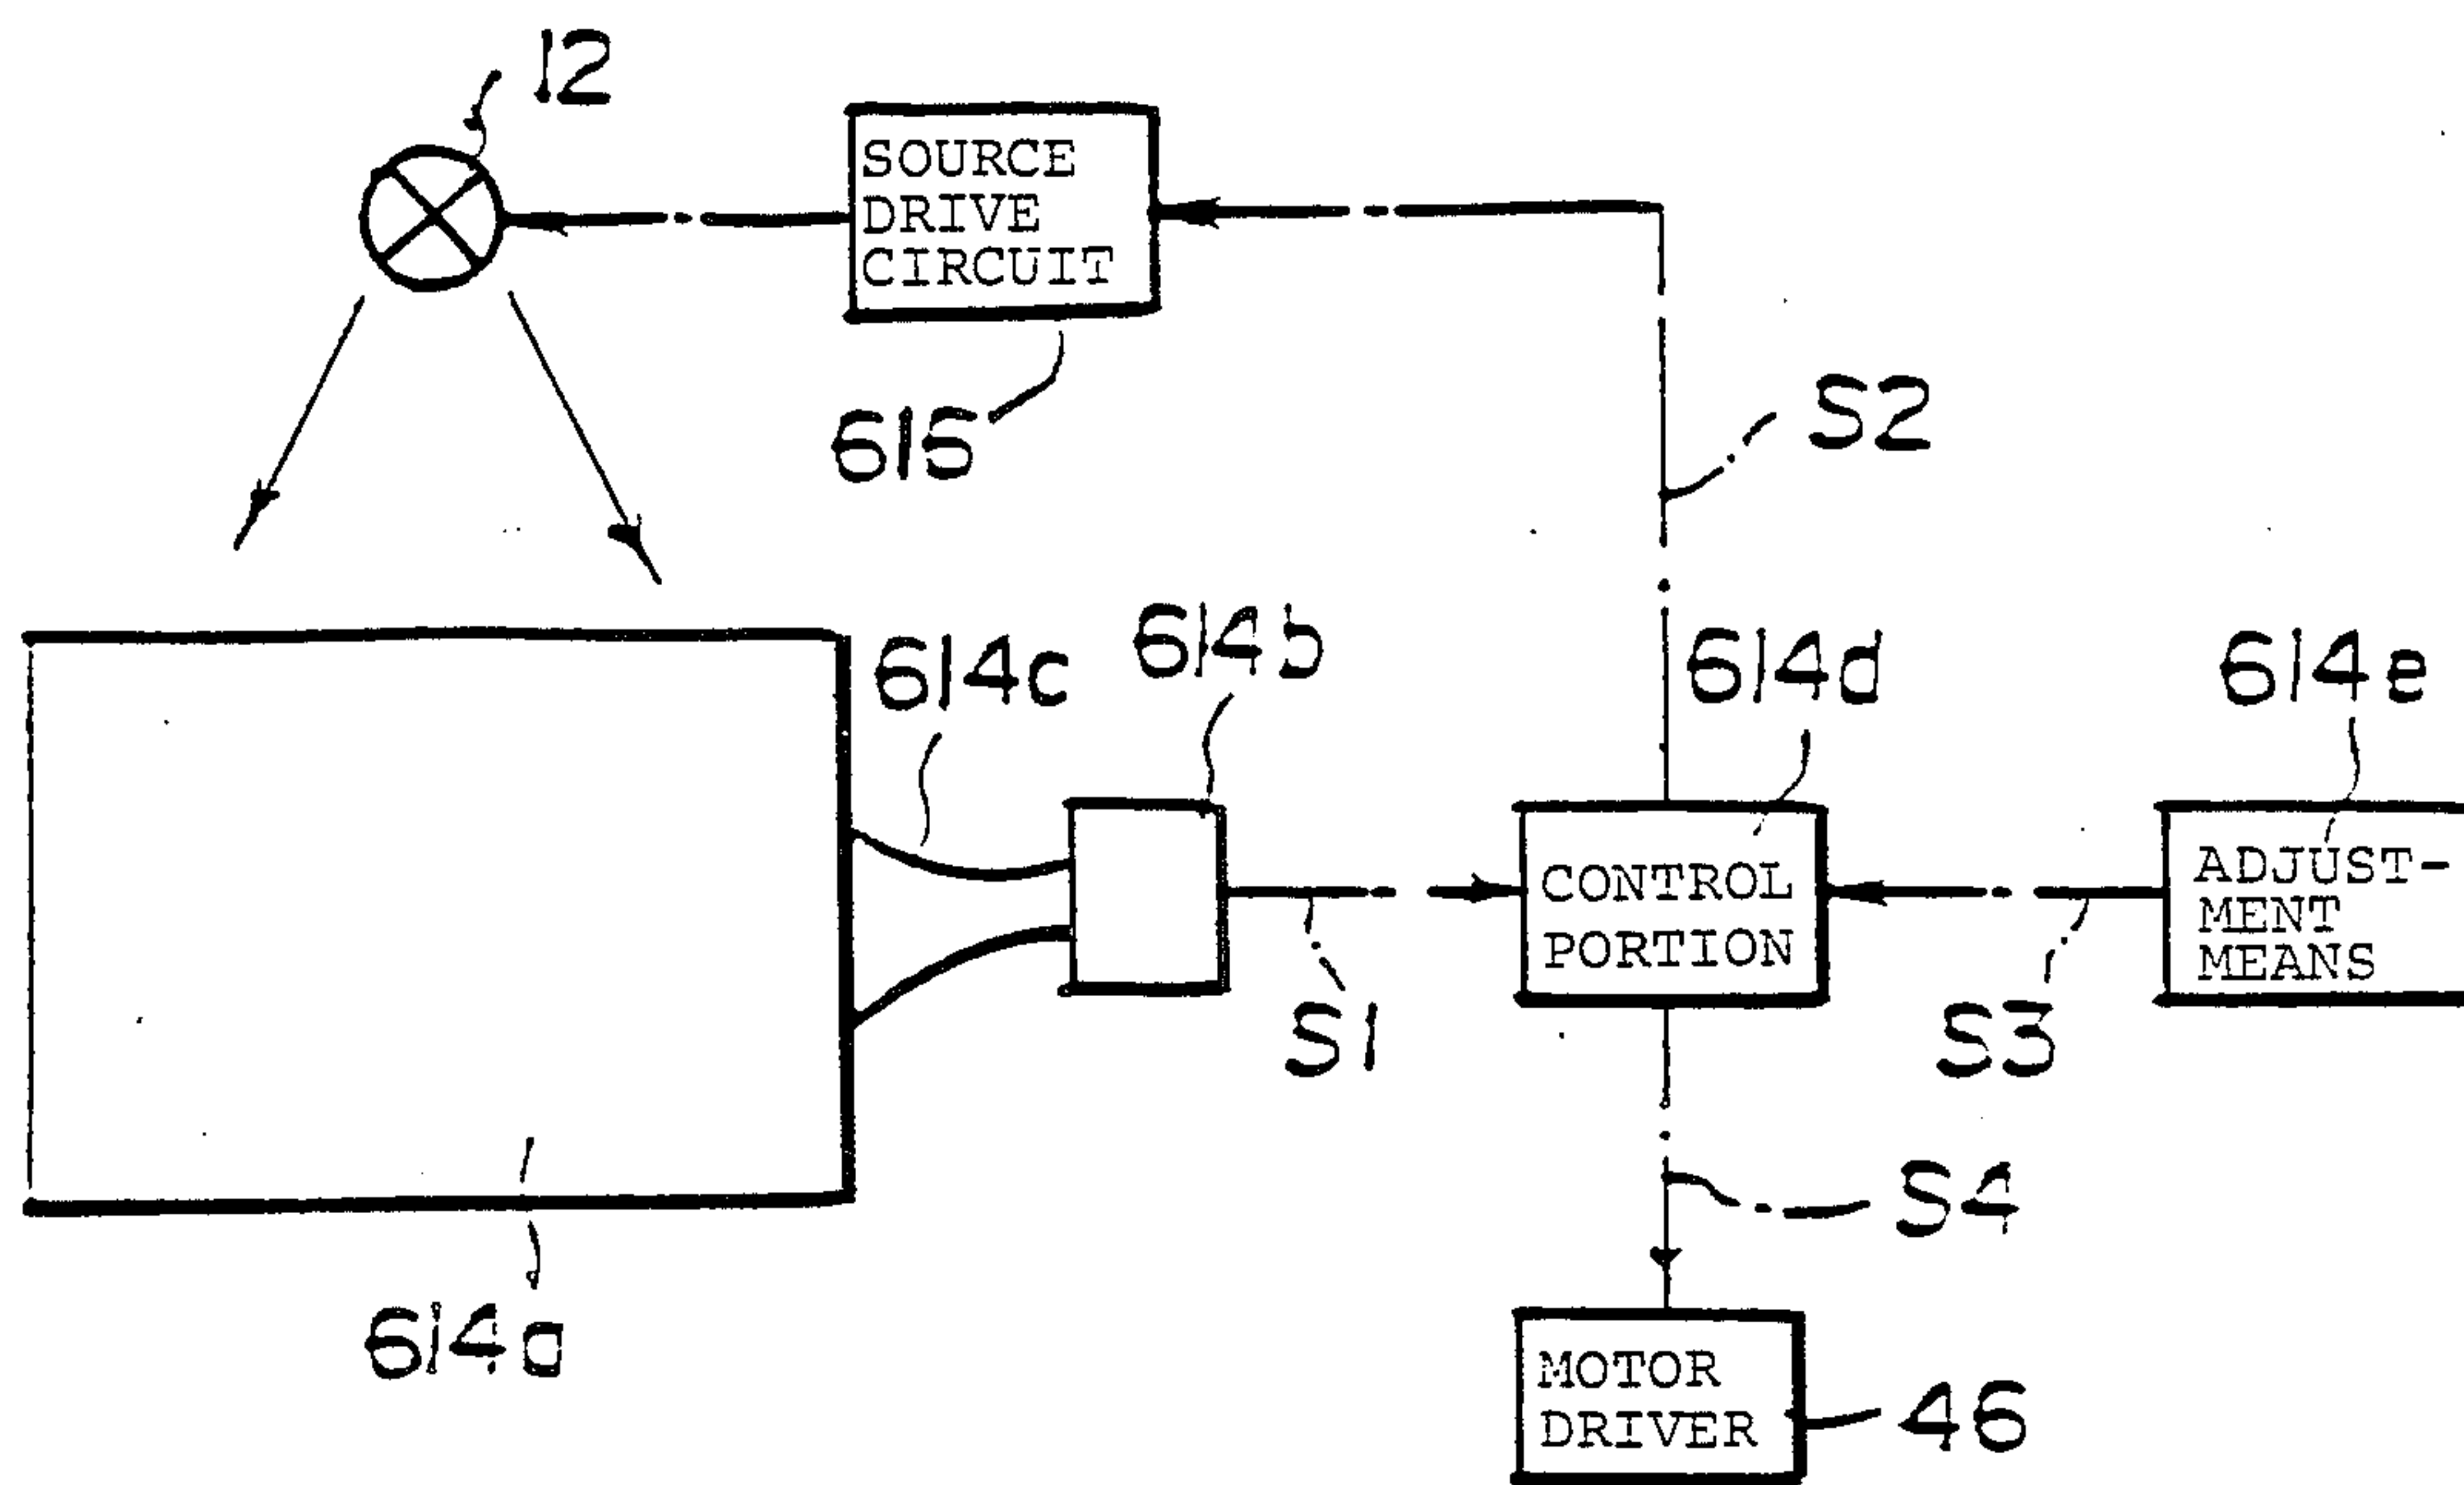 12
SOURCE
DRIVE
CIRCUIT
615
S2
614c
614b
614d
614e
CONTROL
PORTION
ADJUST-
MENT
MEANS
S1
S3
S4
614a
MOTOR
DRIVER
46